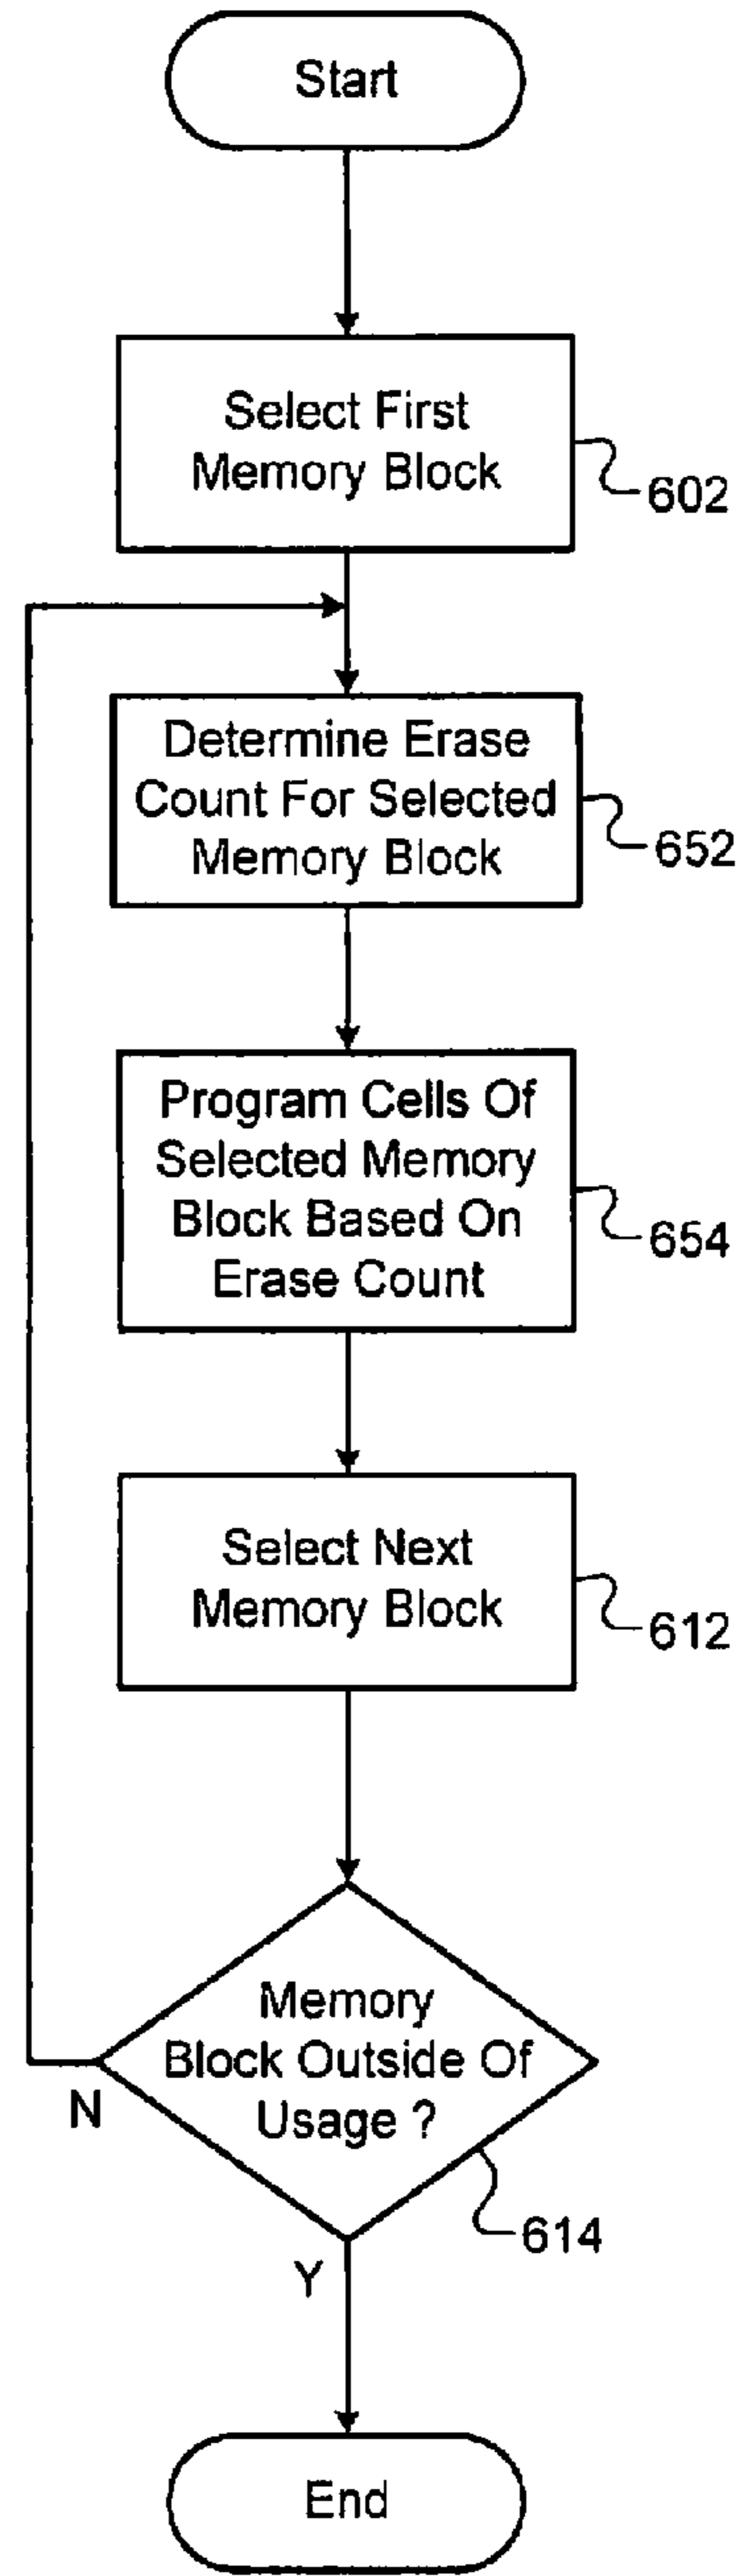 Start
Select First
Memory Block
602
Determine Erase
Count For Selected
Memory Block
652
Program Cells Of
Selected Memory
Block Based On
Erase Count
654
Select Next
Memory Block
612
Memory
Block Outside Of
Usage ?
N
614
Y
End